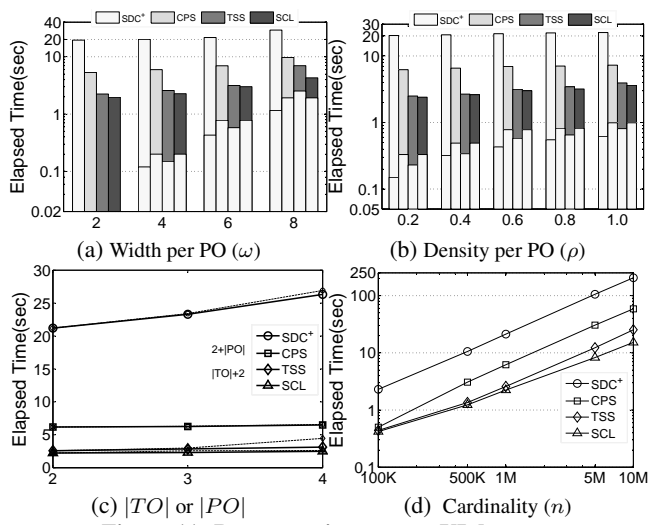 SDC+ CPS TSS SCL
Elapsed Time(sec)
40
20
10
1
0.1
0.02
2 4 6 8
(a) Width per PO (ω)
SDC+ CPS TSS SCL
Elapsed Time(sec)
30
20
10
1
0.1
0.05
0.2 0.4 0.6 0.8 1.0
(b) Density per PO (ρ)
Elapsed Time(sec)
30
25
20
15
10
5
0
2 3 4
2+|PO|
|TO|+2
SDC+
CPS
TSS
SCL
(c) |TO| or |PO|
Elapsed Time(sec)
250
100
10
1
0,1
100K 500K 1M 5M 10M
SDC+
CPS
TSS
SCL
(d) Cardinality (n)